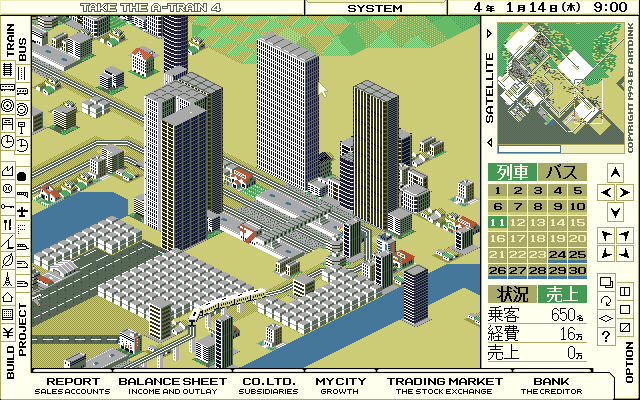 TAKE THE A-TRAIN 4
SYSTEM
4年 1月14日(木) 9:00
TRAIN
BUS
BUILD
PROJECT
SATELLITE
COPYRIGHT 1994 BY ARTDINK
列車 バス
1 2 3 4 5
6 7 8 9 10
11 12 13 14 15
16 17 18 19 20
21 22 23 24 25
26 27 28 29 30
状況 売上
乗客 650名
経費 16万
売上 0万
?
OPTION
REPORT
SALES ACCOUNTS
BALANCE SHEET
INCOME AND OUTLAY
CO.LTD.
SUBSIDIARIES
MY CITY
GROWTH
TRADING MARKET
THE STOCK EXCHANGE
BANK
THE CREDITOR